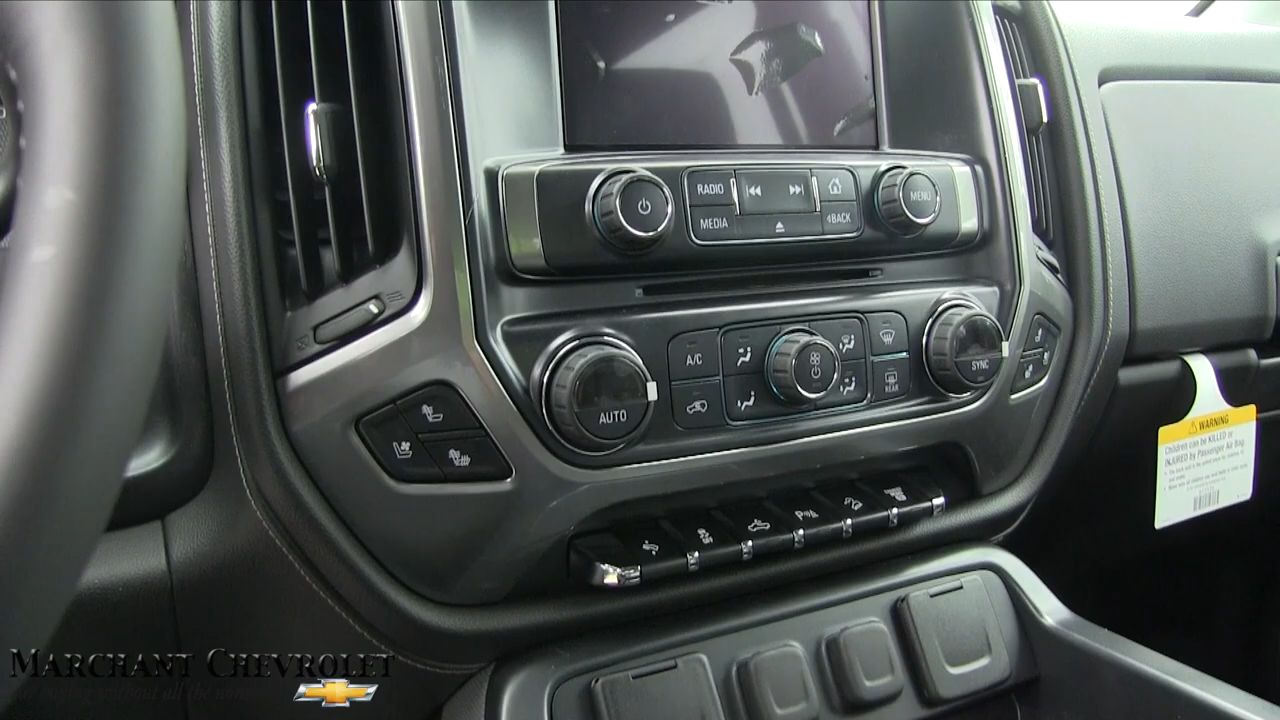 RADIO
MEDIA
BACK
MENU
A/C
AUTO
REAR
SYNC
WARNING
Children can be KILLED or
INJURED by Passenger Air Bag
MARCHANT CHEVROLET